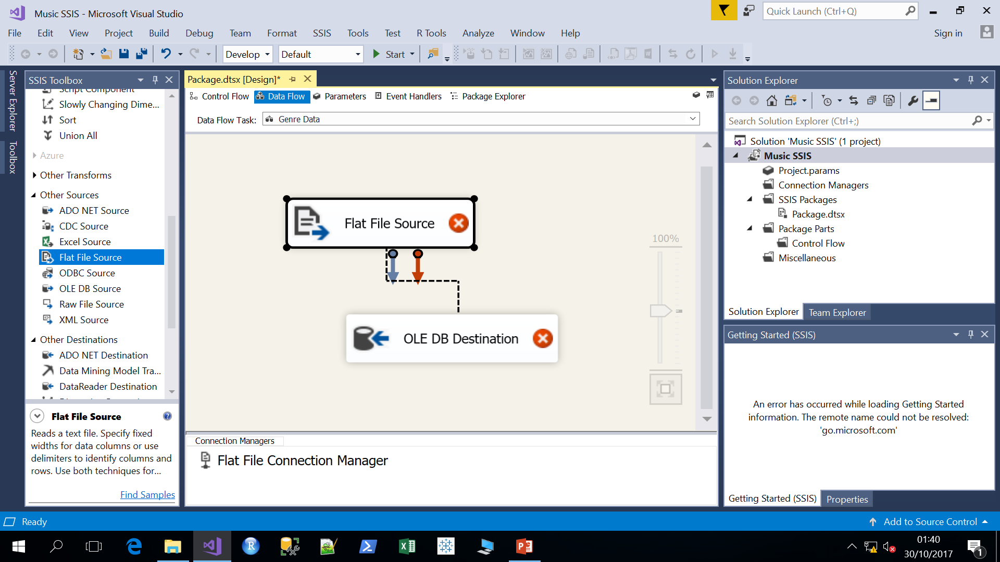 Music SSIS - Microsoft Visual Studio
Quick Launch (Ctrl+Q)
File Edit View Project Build Debug Team Format SSIS Tools Test R Tools Analyze Window Help
Sign in
Develop Default Start
Server Explorer
Toolbox
SSIS Toolbox
Script Component
Slowly Changing Dime...
Sort
Union All
Azure
Other Transforms
Other Sources
ADO NET Source
CDC Source
Excel Source
Flat File Source
ODBC Source
OLE DB Source
Raw File Source
XML Source
Other Destinations
ADO NET Destination
Data Mining Model Tra...
DataReader Destination
Flat File Source
Reads a text file. Specify fixed
widths for data columns or use
delimiters to identify columns and
rows. Use both techniques for...
Find Samples
Package.dtsx [Design]*
Control Flow Data Flow Parameters Event Handlers Package Explorer
Data Flow Task: Genre Data
Flat File Source
OLE DB Destination
100%
Connection Managers
Flat File Connection Manager
Solution Explorer
Search Solution Explorer (Ctrl+;)
Solution 'Music SSIS' (1 project)
Music SSIS
Project.params
Connection Managers
SSIS Packages
Package.dtsx
Package Parts
Control Flow
Miscellaneous
Solution Explorer Team Explorer
Getting Started (SSIS)
An error has occurred while loading Getting Started
information. The remote name could not be resolved:
'go.microsoft.com'
Getting Started (SSIS) Properties
Ready
Add to Source Control
01:40
30/10/2017
1